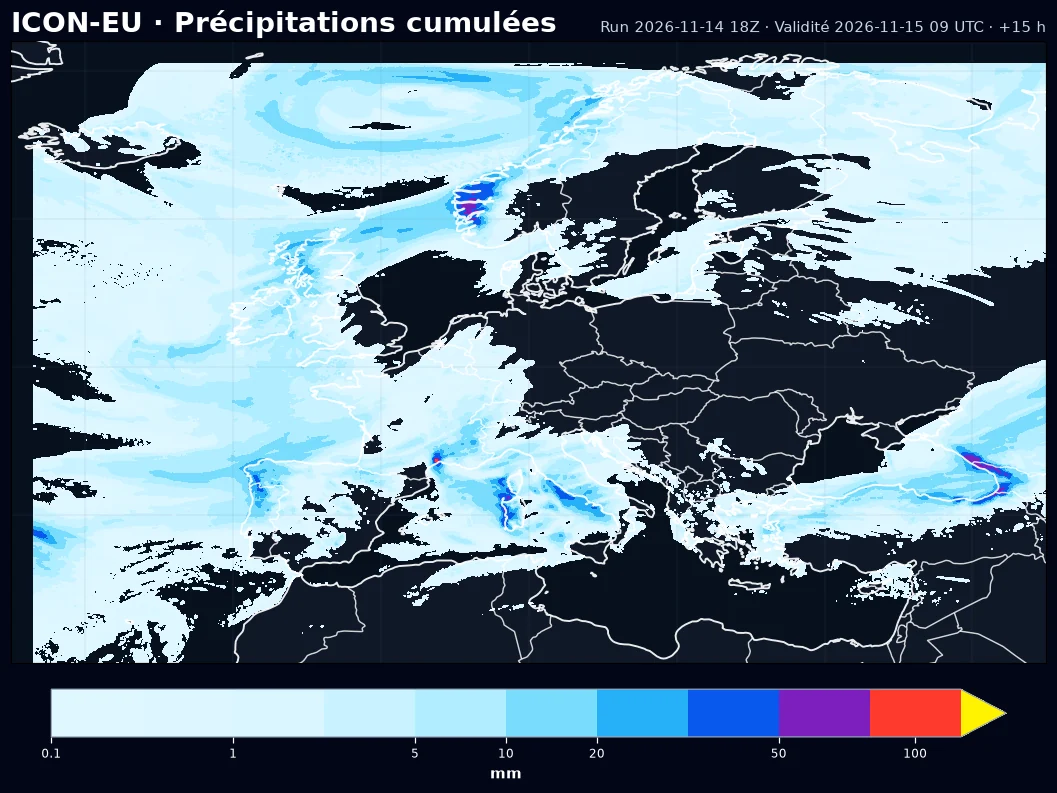 ICON-EU · Précipitations cumulées
Run 2026-11-14 18Z · Validité 2026-11-15 09 UTC · +15 h
0.1 1 5 10 20 50 100
mm